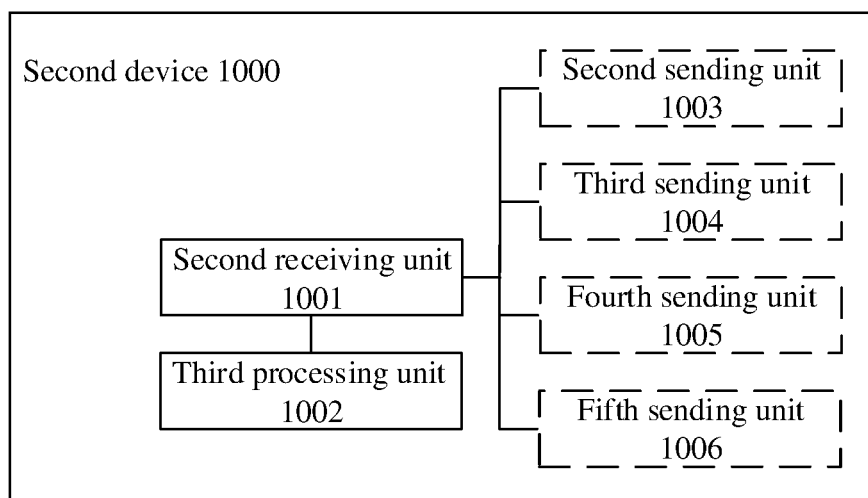 Second device 1000
Second sending unit
1003
Third sending unit
1004
Second receiving unit
1001
Fourth sending unit
1005
Third processing unit
1002
Fifth sending unit
1006